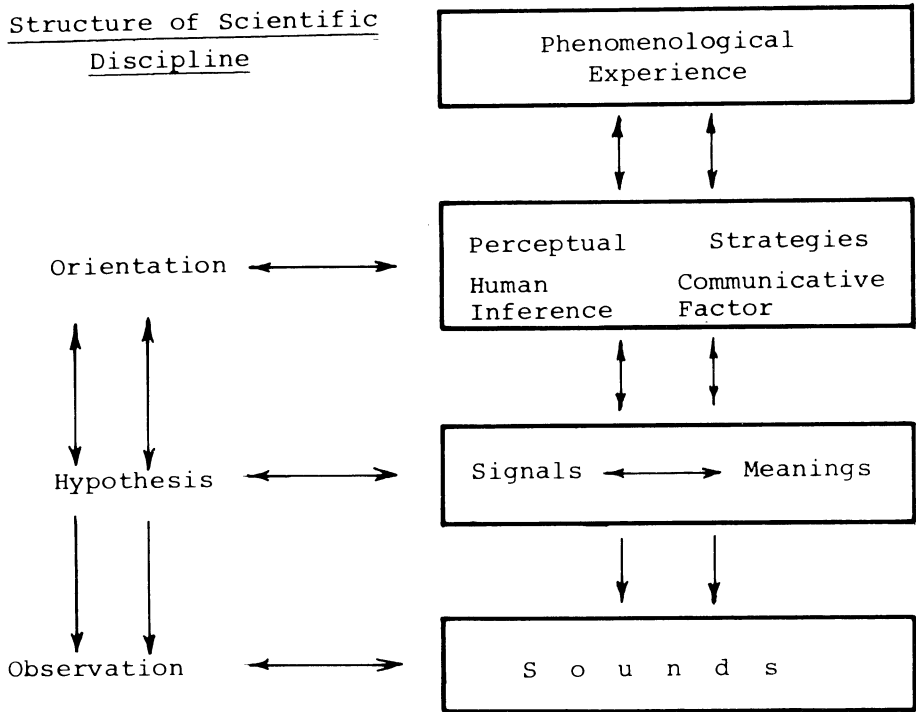 Structure of Scientific
Discipline
Phenomenological
Experience
Orientation
Perceptual Strategies
Human Communicative
Inference Factor
Hypothesis
Signals Meanings
Observation
S o u n d s